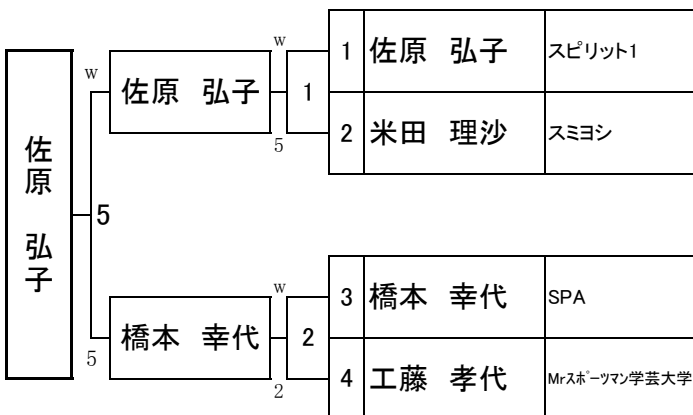 佐原 弘子
w
5
5
佐原 弘子
w
1
5
橋本 幸代
w
2
2
1 佐原 弘子 スピリット1
2 米田 理沙 スミヨシ
3 橋本 幸代 SPA
4 工藤 孝代 Mrスポーツマン学芸大学